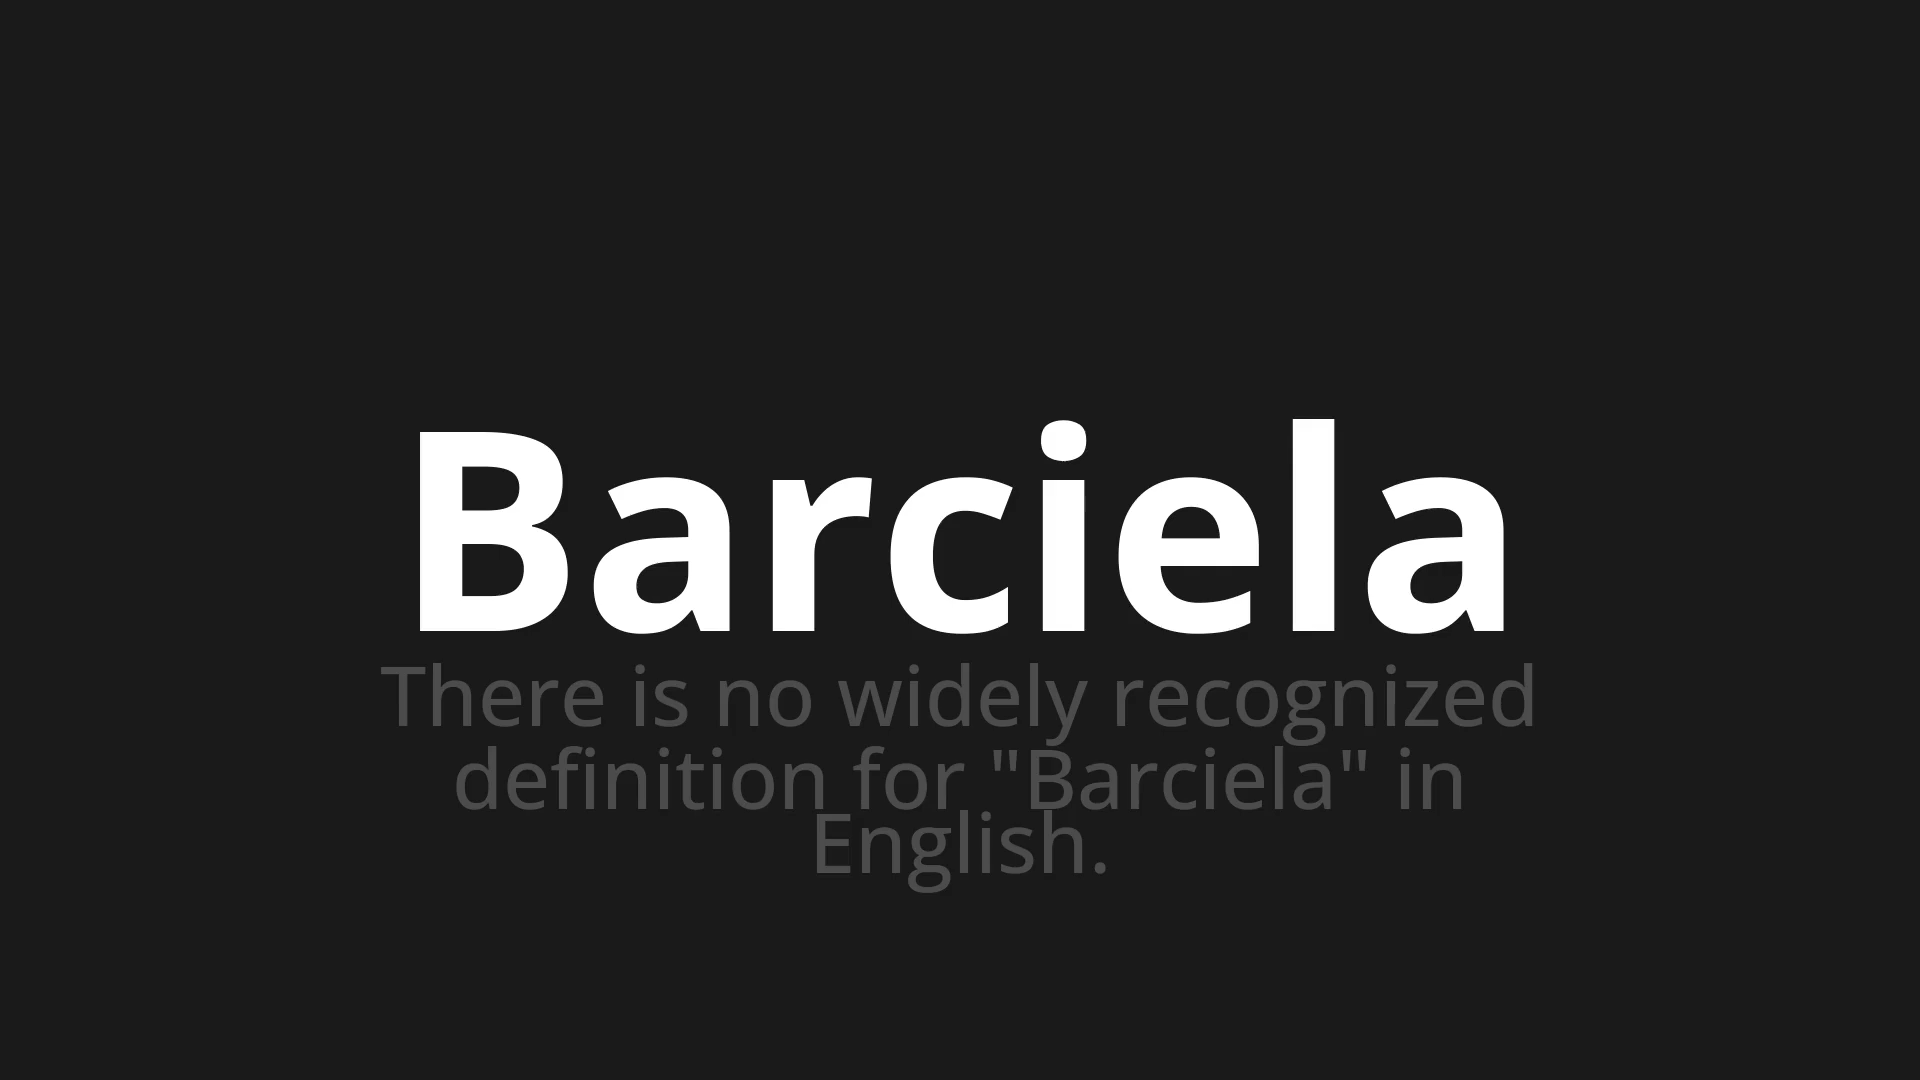 Barciela
There is no widely recognized
definition for "Barciela" in
English.